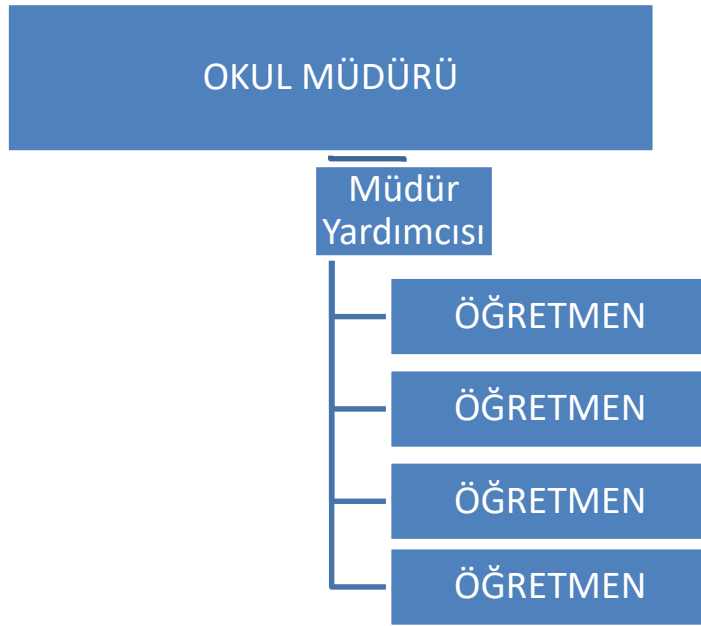 OKUL MÜDÜRÜ
Müdür
Yardımcısı
ÖĞRETMEN
ÖĞRETMEN
ÖĞRETMEN
ÖĞRETMEN